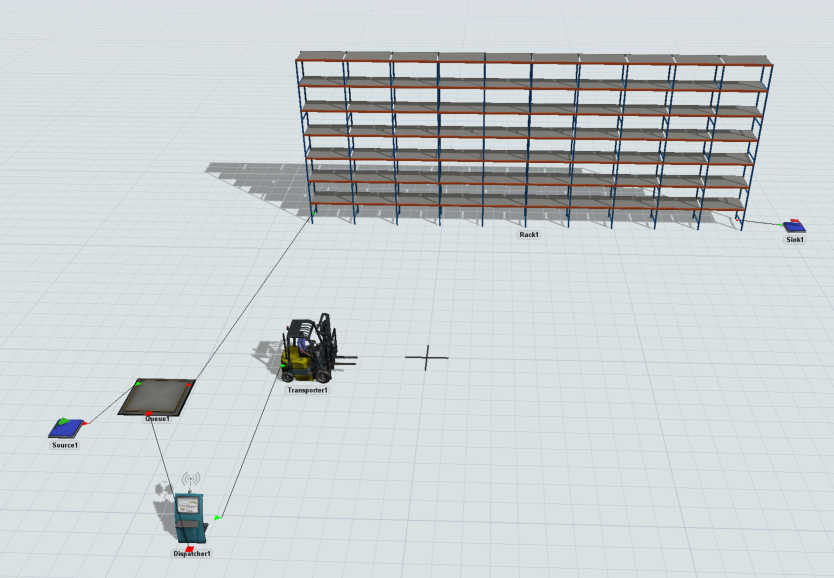 Rack1
Sink1
Transporter1
Queue1
Source1
Dispatcher1